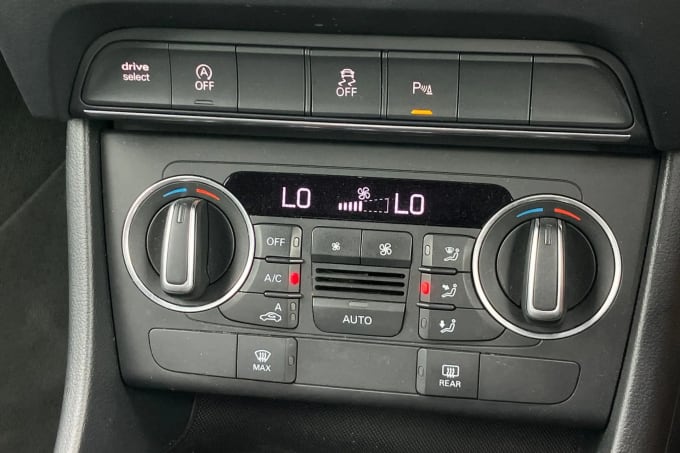 drive
select
A
OFF
OFF
P
LO
LO
OFF
A/C
A
AUTO
MAX
REAR